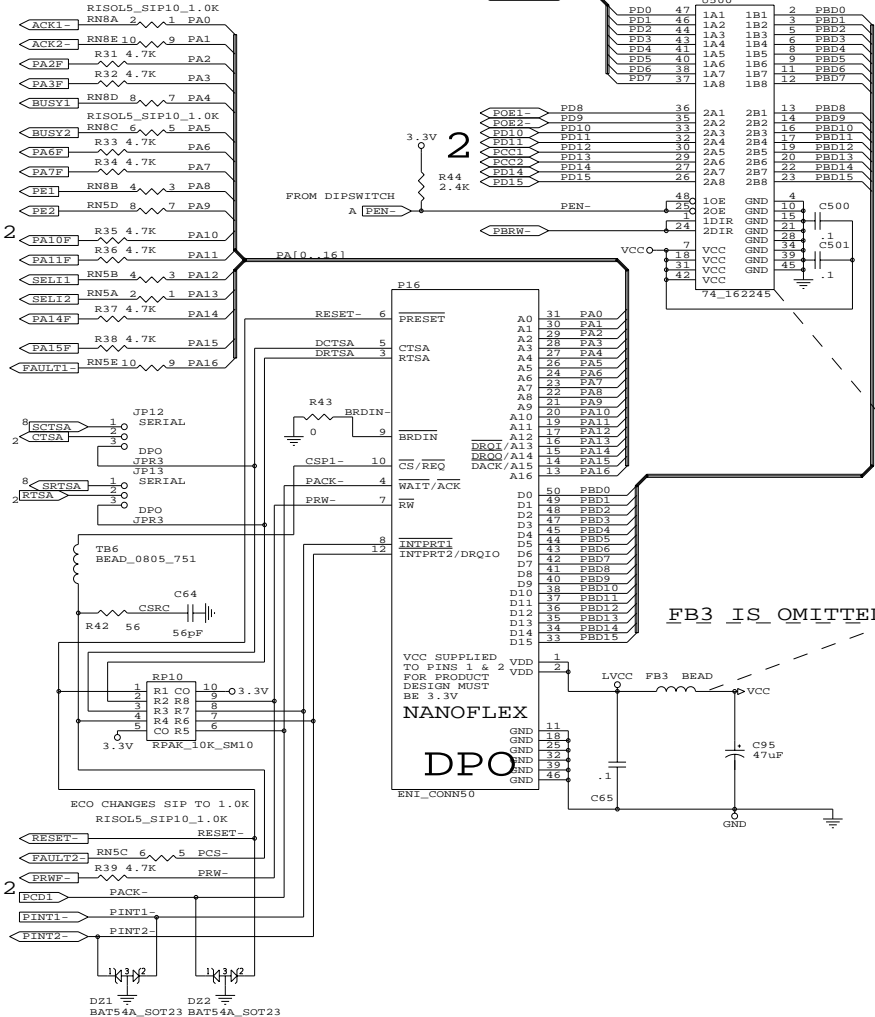 RISOL5_SIP10_1.0K
ACK1- RN8A 2 1 PA0
ACK2- RN8E 10 9 PA1
PA2F R31 4.7K PA2
PA3F R32 4.7K PA3
BUSY1 RN8D 8 7 PA4
RISOL5_SIP10_1.0K
BUSY2 RN8C 6 5 PA5
PA6F R33 4.7K PA6
PA7F R34 4.7K PA7
PE1 RN8B 4 3 PA8
PE2 RN5D 8 7 PA9
2
PA10F R35 4.7K PA10
PA11F R36 4.7K PA11
SELI1 RN5B 4 3 PA12
SELI2 RN5A 2 1 PA13
PA14F R37 4.7K PA14
PA15F R38 4.7K PA15
FAULT1- RN5E 10 9 PA16
PA[0..16]
PD0 47 1A1 1B1 2 PBD0
PD1 46 1A2 1B2 3 PBD1
PD2 44 1A3 1B3 5 PBD2
PD3 43 1A4 1B4 6 PBD3
PD4 41 1A5 1B5 8 PBD4
PD5 40 1A6 1B6 9 PBD5
PD6 38 1A7 1B7 11 PBD6
PD7 37 1A8 1B8 12 PBD7
POE1- PD8 36 2A1 2B1 13 PBD8
POE2- PD9 35 2A2 2B2 14 PBD9
PD10 PD10 33 2A3 2B3 16 PBD10
PD11 PD11 32 2A4 2B4 17 PBD11
PCC1 PD12 30 2A5 2B5 19 PBD12
PCC2 PD13 29 2A6 2B6 20 PBD13
PD14 PD14 27 2A7 2B7 22 PBD14
PD15 PD15 26 2A8 2B8 23 PBD15
2
3.3V
R44
2.4K
FROM DIPSWITCH
A PEN- PEN-
PBRW-
48 1OE GND 4
25 2OE GND 10
1 1DIR GND 15
24 2DIR GND 21
GND 28
VCC 7 VCC GND 34
18 VCC GND 39
31 VCC GND 45
42 VCC
C500
.1
C501
.1
74_162245
P16
RESET- 6 PRESET
DCTSA 5 CTSA
DRTSA 3 RTSA
R43
0
BRDIN-
9 BRDIN
CSP1- 10 CS/REQ
PACK- 4 WAIT/ACK
PRW- 7 RW
8 INTPRT1
12 INTPRT2/DRQIO
A0 31 PA0
A1 30 PA1
A2 29 PA2
A3 28 PA3
A4 27 PA4
A5 26 PA5
A6 24 PA6
A7 23 PA7
A8 22 PA8
A9 21 PA9
A10 20 PA10
A11 19 PA11
A12 17 PA12
DRQI/A13 16 PA13
DRQO/A14 15 PA14
DACK/A15 14 PA15
A16 13 PA16
D0 50 PBD0
D1 49 PBD1
D2 48 PBD2
D3 47 PBD3
D4 45 PBD4
D5 44 PBD5
D6 43 PBD6
D7 42 PBD7
D8 41 PBD8
D9 40 PBD9
D10 38 PBD10
D11 37 PBD11
D12 36 PBD12
D13 35 PBD13
D14 34 PBD14
D15 33 PBD15
VCC SUPPLIED
TO PINS 1 & 2
FOR PRODUCT
DESIGN MUST
BE 3.3V
VDD 1
VDD 2
NANOFLEX
DPO
GND 11
GND 18
GND 25
GND 32
GND 39
GND 46
ENI_CONN50
JP12
SERIAL
8 SCTSA 1
2 CTSA 2
3
DPO
JPR3
JP13
SERIAL
8 SRTSA 1
2 RTSA 2
3
DPO
JPR3
TB6
BEAD_0805_751
R42 56
CSRC
C64
56pF
RP10
1 R1 CO 10 3.3V
2 R2 R8 9
3 R3 R7 8
4 R4 R6 7
5 CO R5 6
3.3V
RPAK_10K_SM10
FB3 IS OMITTE
LVCC FB3 BEAD VCC
.1
C65
C95
47uF
GND
ECO CHANGES SIP TO 1.0K
RISOL5_SIP10_1.0K
RESET- RESET-
FAULT2- RN5C 6 5 PCS-
PRWF- R39 4.7K PRW-
2
PCD1 PACK-
PINT1- PINT1-
PINT2- PINT2-
1 3 2
1 3 2
DZ1
BAT54A_SOT23
DZ2
BAT54A_SOT23